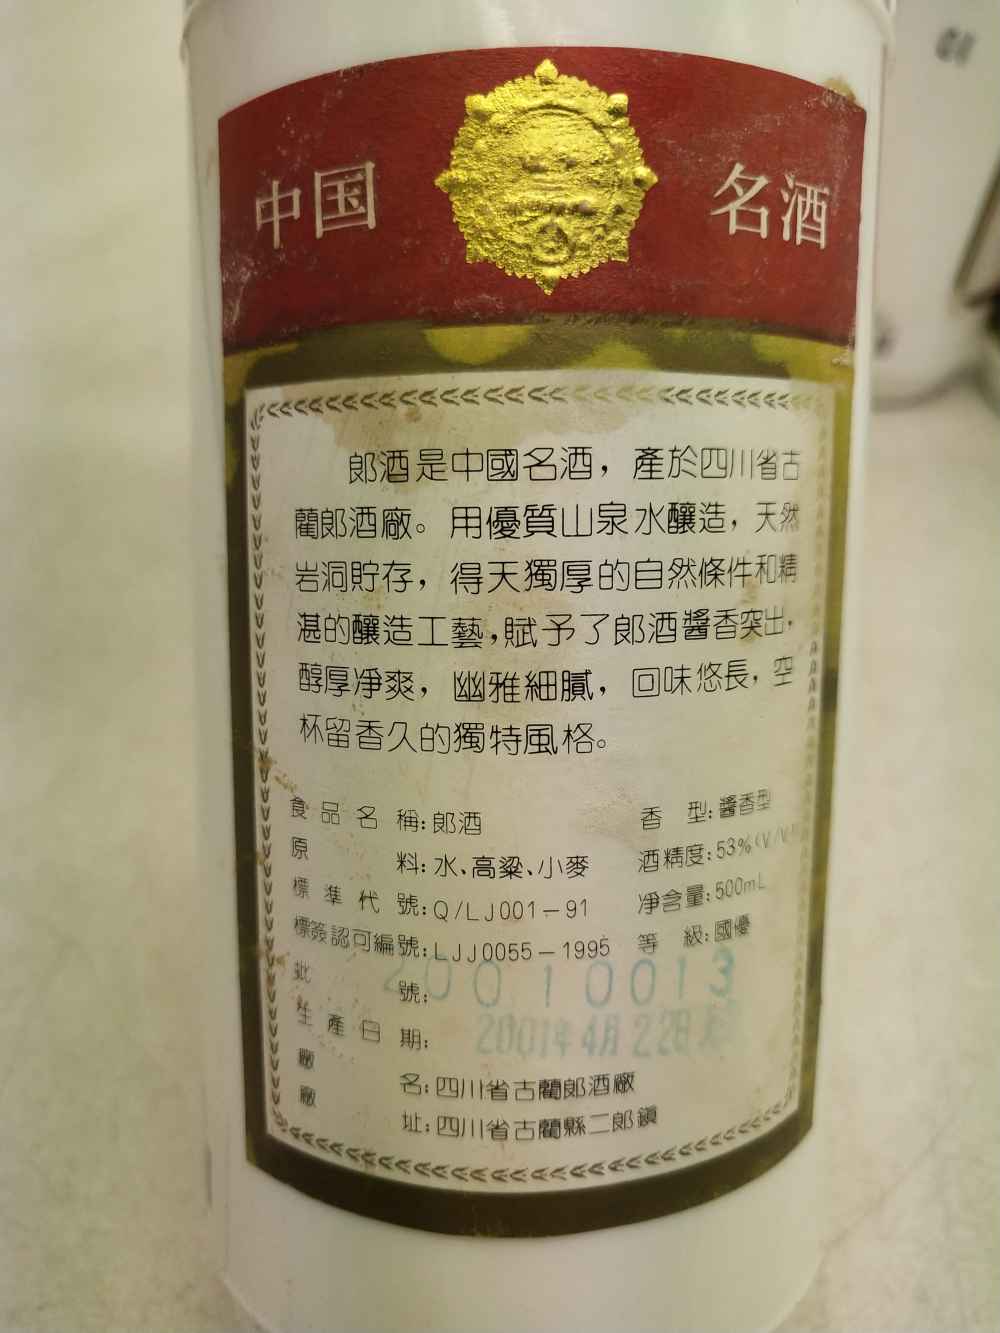 中国 名酒
郎酒是中國名酒，產於四川省古
藺郎酒廠。用優質山泉水釀造，天然
岩洞貯存，得天獨厚的自然條件和精
湛的釀造工藝，賦予了郎酒醬香突出，
醇厚凈爽，幽雅細膩，回味悠長，空
杯留香久的獨特風格。
食品名稱：郎酒 香型：醬香型
原料：水、高粱、小麥 酒精度：53%(V/V)
標準代號：Q/LJ001－91 凈含量：500mL
標簽認可編號：LJJ0055－1995 等級：國優
批號：20010013
生產日期：2001年4月22日
廠名：四川省古藺郎酒廠
廠址：四川省古藺縣二郎鎮